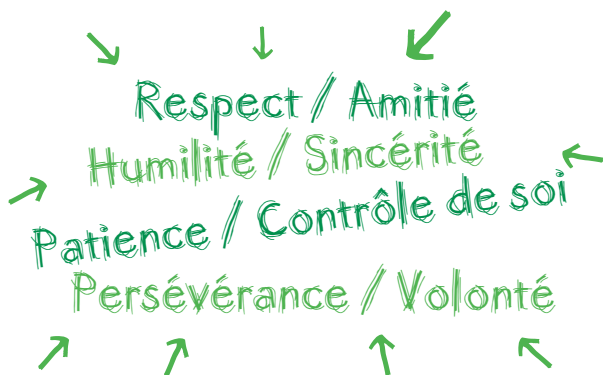 Respect / Amitié
Humilité / Sincérité
Patience / Contrôle de soi
Persévérance / Volonté